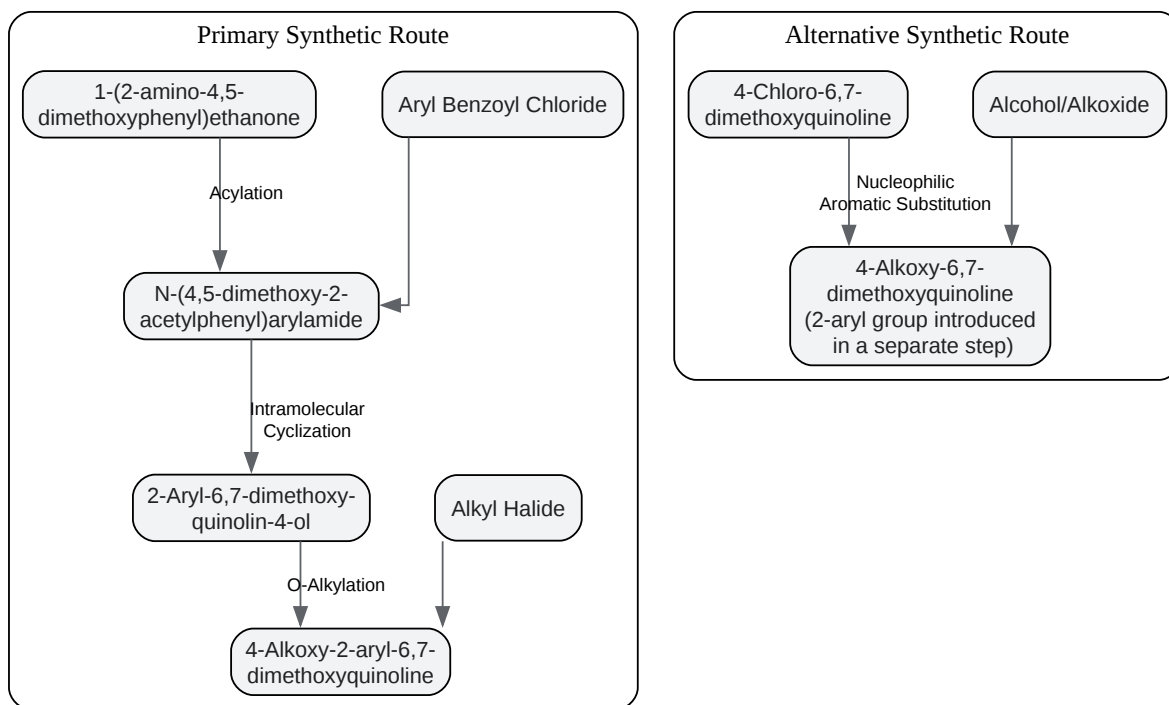 Primary Synthetic Route
1-(2-amino-4,5-
dimethoxyphenyl)ethanone
Aryl Benzoyl Chloride
Acylation
N-(4,5-dimethoxy-2-
acetylphenyl)arylamide
Intramolecular
Cyclization
2-Aryl-6,7-dimethoxy-
quinolin-4-ol
Alkyl Halide
O-Alkylation
4-Alkoxy-2-aryl-6,7-
dimethoxyquinoline
Alternative Synthetic Route
4-Chloro-6,7-
dimethoxyquinoline
Alcohol/Alkoxide
Nucleophilic
Aromatic Substitution
4-Alkoxy-6,7-
dimethoxyquinoline
(2-aryl group introduced
in a separate step)